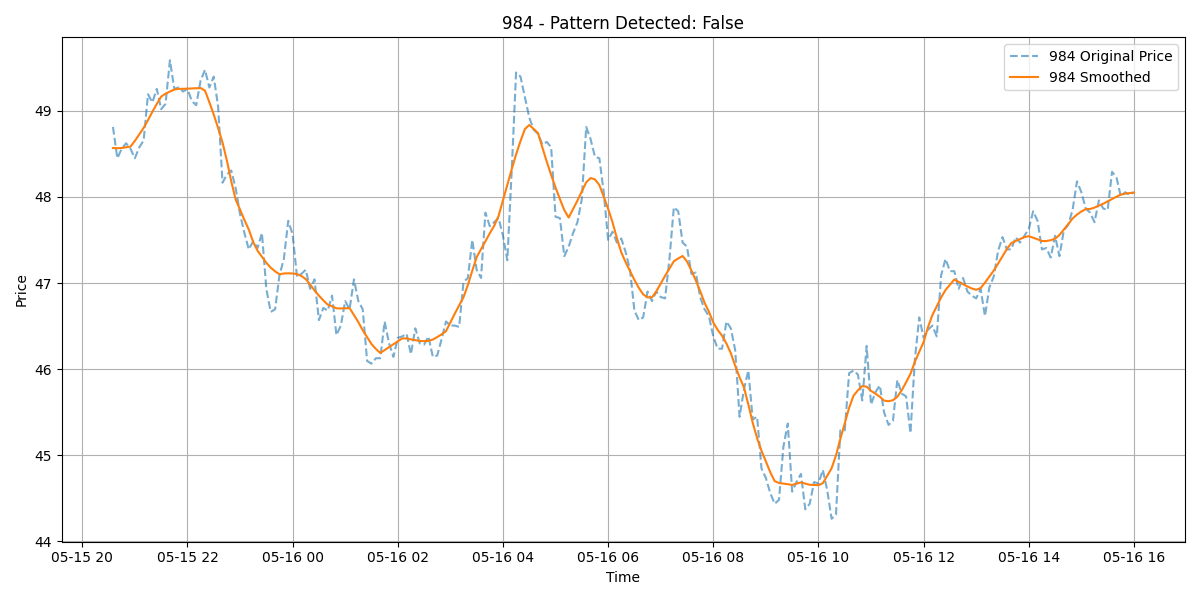 984 - Pattern Detected: False
984 Original Price
984 Smoothed
Price
49
48
47
46
45
44
05-15 20 05-15 22 05-16 00 05-16 02 05-16 04 05-16 06 05-16 08 05-16 10 05-16 12 05-16 14 05-16 16
Time